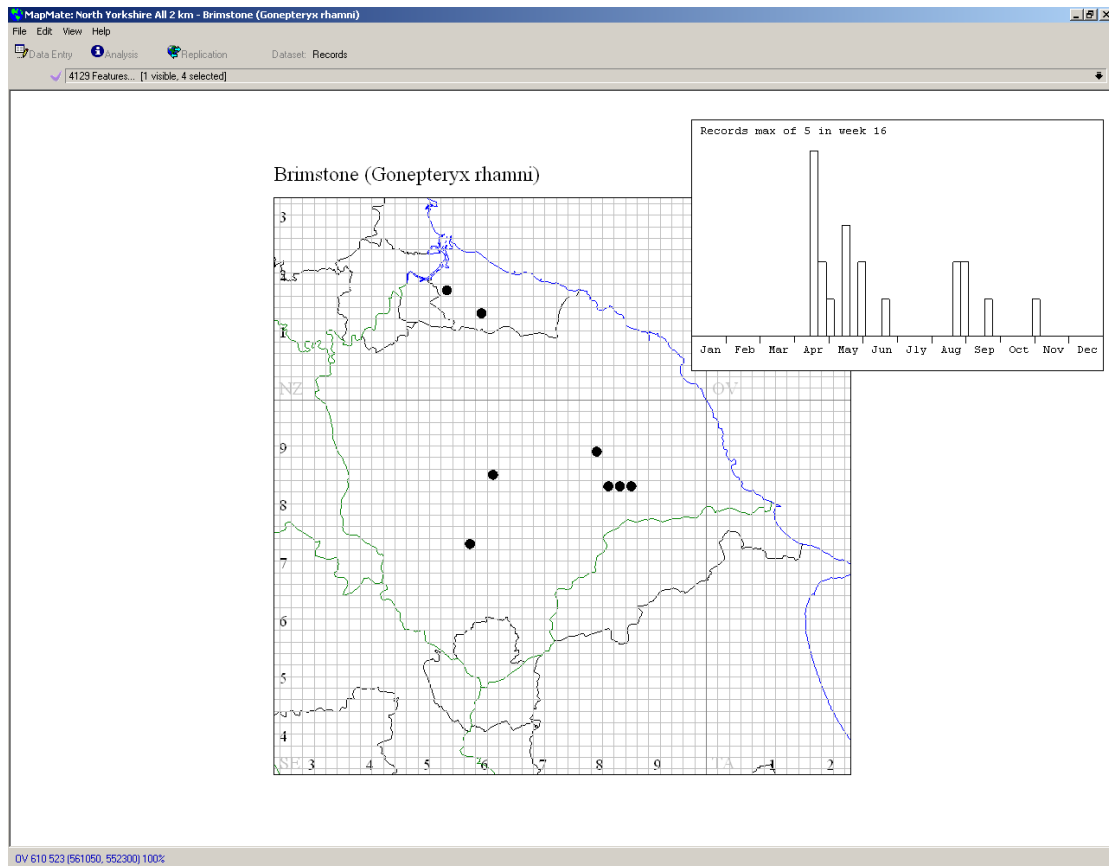 MapMate: North Yorkshire All 2 km - Brimstone (Gonepteryx rhamni)
File Edit View Help
Data Entry Analysis Replication Dataset: Records
4129 Features... [1 visible, 4 selected]
Records max of 5 in week 16
Jan Feb Mar Apr May Jun Jly Aug Sep Oct Nov Dec
Brimstone (Gonepteryx rhamni)
3
1
NZ OV
9
8
7
6
5
4
SE 3 4 5 6 7 8 9 TA 1 2
OV 610 523 (561050, 552300) 100%